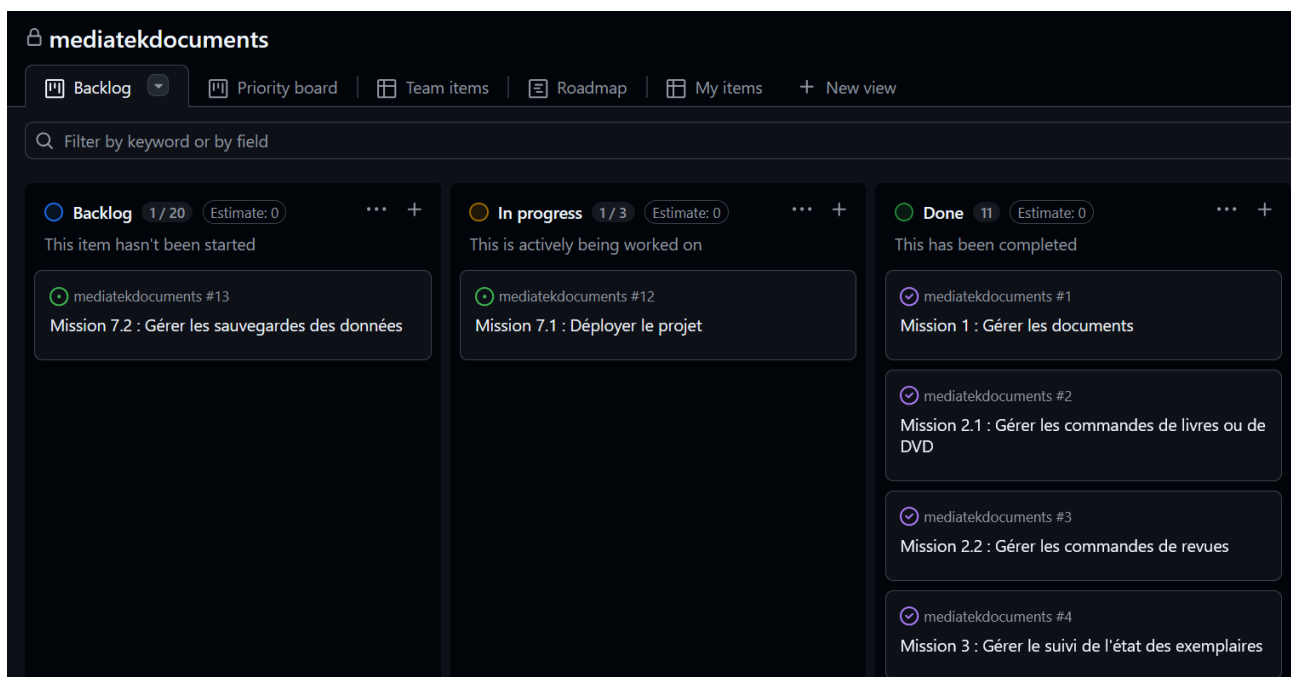 mediatekdocuments
Backlog
Priority board
Team items
Roadmap
My items
+ New view
Filter by keyword or by field
Backlog 1 / 20 Estimate: 0 ... +
This item hasn't been started
mediatekdocuments #13
Mission 7.2 : Gérer les sauvegardes des données
In progress 1 / 3 Estimate: 0 ... +
This is actively being worked on
mediatekdocuments #12
Mission 7.1 : Déployer le projet
Done 11 Estimate: 0 ... +
This has been completed
mediatekdocuments #1
Mission 1 : Gérer les documents
mediatekdocuments #2
Mission 2.1 : Gérer les commandes de livres ou de
DVD
mediatekdocuments #3
Mission 2.2 : Gérer les commandes de revues
mediatekdocuments #4
Mission 3 : Gérer le suivi de l'état des exemplaires